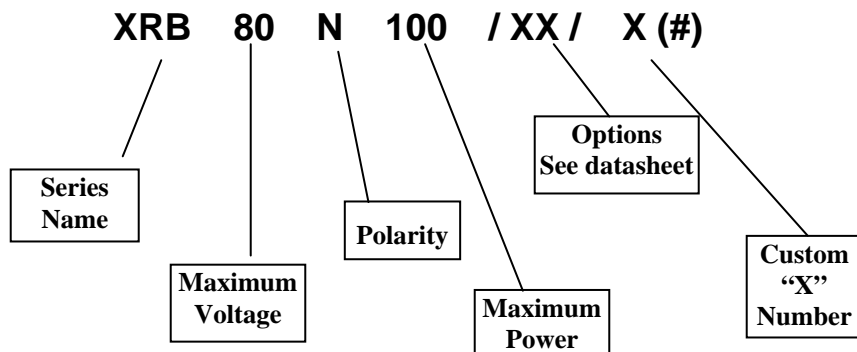 XRB 80 N 100 / XX / X (#)
Options
See datasheet
Series
Name
Polarity
Custom
“X”
Number
Maximum
Voltage
Maximum
Power